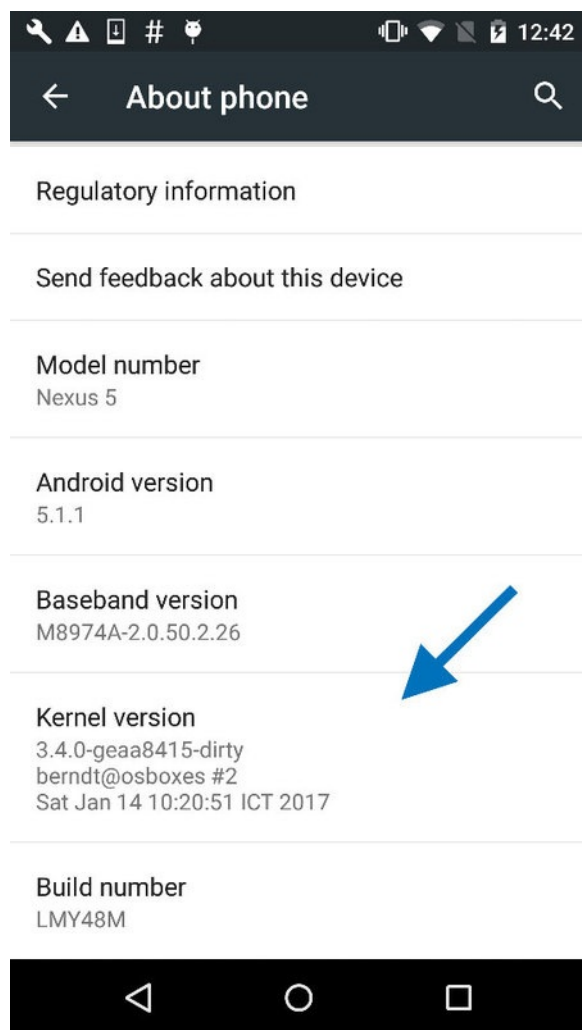 # 12:42
About phone
Regulatory information
Send feedback about this device
Model number
Nexus 5
Android version
5.1.1
Baseband version
M8974A-2.0.50.2.26
Kernel version
3.4.0-geaa8415-dirty
berndt@osboxes #2
Sat Jan 14 10:20:51 ICT 2017
Build number
LMY48M